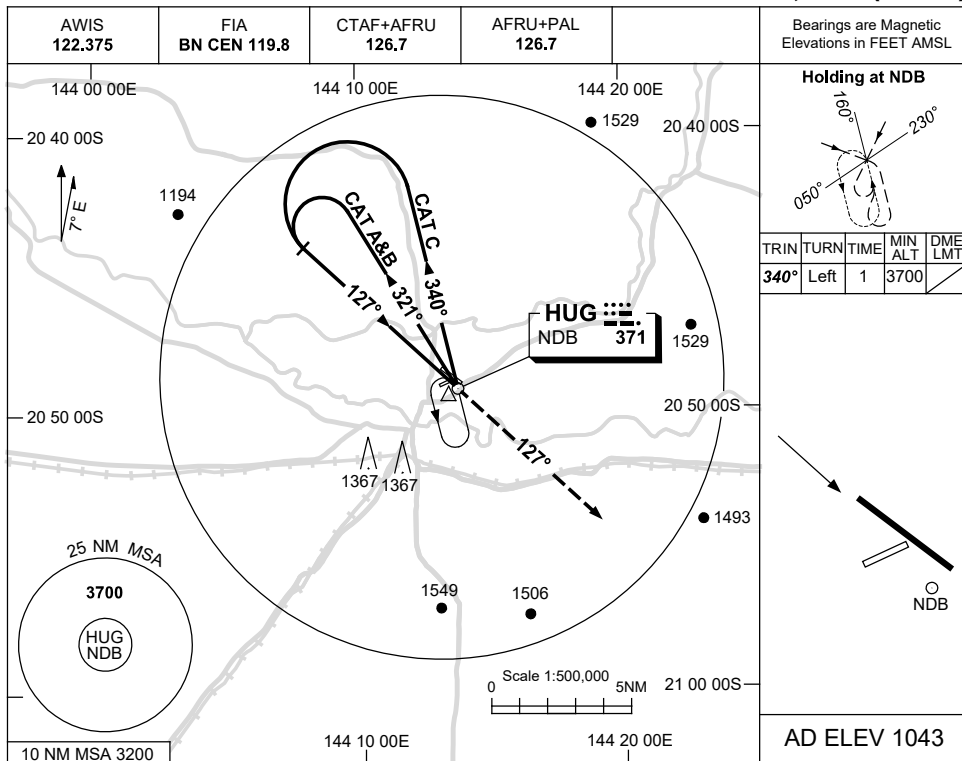 AWIS
122.375
FIA
BN CEN 119.8
CTAF+AFRU
126.7
AFRU+PAL
126.7
Bearings are Magnetic
Elevations in FEET AMSL
144 00 00E
144 10 00E
144 20 00E
20 40 00S
20 40 00S
1529
1194
7° E
CAT A&B
CAT C
127°
321°
340°
HUG
NDB 371
1529
20 50 00S
20 50 00S
127°
1367
1367
1493
25 NM MSA
3700
HUG
NDB
1549
1506
Scale 1:500,000
0
5NM
21 00 00S
10 NM MSA 3200
144 10 00E
144 20 00E
Holding at NDB
160°
230°
050°
TRIN TURN TIME MIN ALT DME LMT
340° Left 1 3700
NDB
AD ELEV 1043